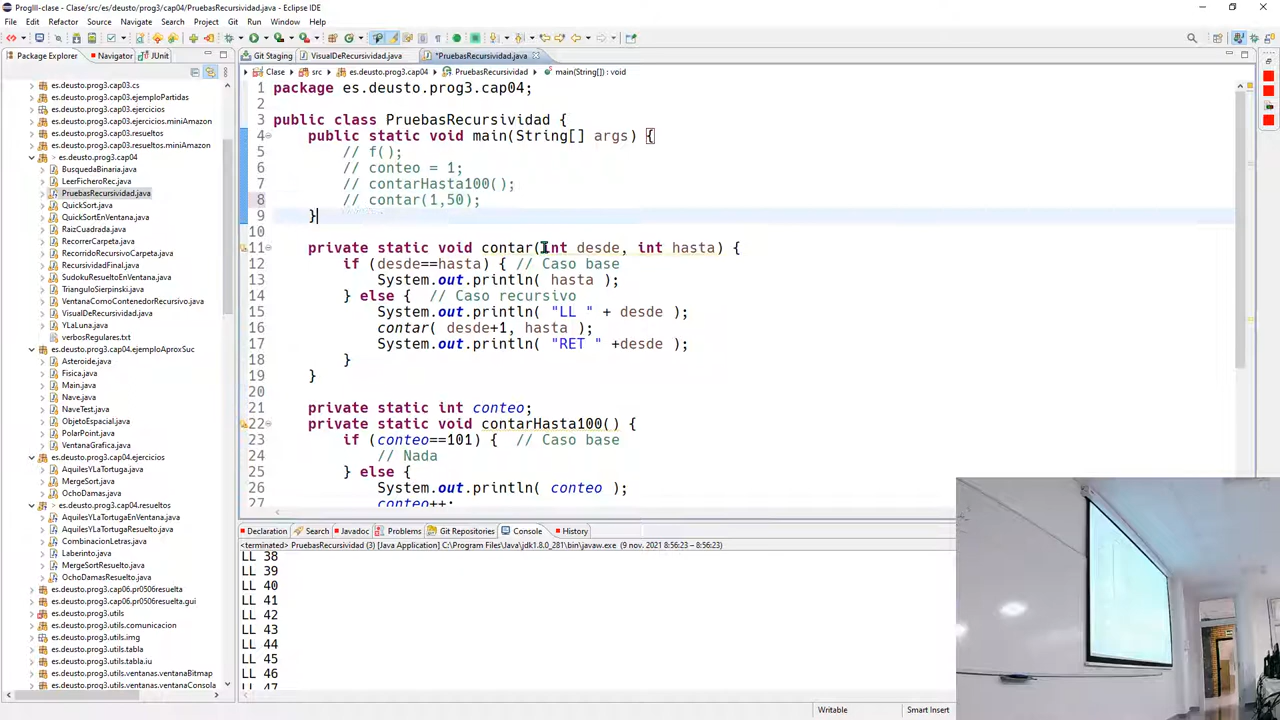 ProgIII-clase - Clase/src/es/deusto/prog3/cap04/PruebasRecursividad.java - Eclipse IDE
File Edit Refactor Source Navigate Search Project Git Run Window Help
Package Explorer Navigator JUnit
Git Staging VisualDeRecursividad.java *PruebasRecursividad.java
Clase src es.deusto.prog3.cap04 PruebasRecursividad main(String[]) : void
es.deusto.prog3.cap03.cs
es.deusto.prog3.cap03.ejemploPartidas
es.deusto.prog3.cap03.ejercicios
es.deusto.prog3.cap03.ejercicios.miniAmazon
es.deusto.prog3.cap03.resueltos
es.deusto.prog3.cap03.resueltos.miniAmazon
es.deusto.prog3.cap04
BusquedaBinaria.java
LeerFicheroRec.java
PruebasRecursividad.java
QuickSort.java
QuickSortEnVentana.java
RaizCuadrada.java
RecorrerCarpeta.java
RecorridoRecursivoCarpeta.java
RecursividadFinal.java
SudokuRecursivoEnVentana.java
TrianguloSierpinski.java
VentanaComoContenedorRecursivo.java
VisualDeRecursividad.java
YLaLuna.java
verbosRegulares.txt
es.deusto.prog3.cap04.ejemploAproxSuc
Asteroide.java
Fisica.java
Main.java
Nave.java
NaveTest.java
ObjetoEspacial.java
PolarPoint.java
VentanaGrafica.java
es.deusto.prog3.cap04.ejercicios
AquilesYLaTortuga.java
MergeSort.java
OchoDamas.java
es.deusto.prog3.cap04.resueltos
AquilesYLaTortugaEnVentana.java
AquilesYLaTortugaResuelto.java
CombinacionLetras.java
Laberinto.java
MergeSortResuelto.java
OchoDamasResuelto.java
es.deusto.prog3.cap06.pr0506resuelta
es.deusto.prog3.cap06.pr0506resuelta.gui
es.deusto.prog3.utils
es.deusto.prog3.utils.comunicacion
es.deusto.prog3.utils.img
es.deusto.prog3.utils.tabla
es.deusto.prog3.utils.tabla.iu
es.deusto.prog3.utils.ventanas.ventanaBitmap
es.deusto.prog3.utils.ventanas.ventanaConsola
1 package es.deusto.prog3.cap04;
2
3 public class PruebasRecursividad {
4 public static void main(String[] args) {
5 // f();
6 // conteo = 1;
7 // contarHasta100();
8 // contar(1,50);
9 }
10
11 private static void contar(int desde, int hasta) {
12 if (desde==hasta) { // Caso base
13 System.out.println( hasta );
14 } else { // Caso recursivo
15 System.out.println( "LL " + desde );
16 contar( desde+1, hasta );
17 System.out.println( "RET " +desde );
18 }
19 }
20
21 private static int conteo;
22 private static void contarHasta100() {
23 if (conteo==101) { // Caso base
24 // Nada
25 } else {
26 System.out.println( conteo );
27 conteo++;
Declaration Search Javadoc Problems Git Repositories Console History
<terminated> PruebasRecursividad (3) [Java Application] C:\Program Files\Java\jdk1.8.0_281\bin\javaw.exe (9 nov. 2021 8:56:23 – 8:56:23)
LL 38
LL 39
LL 40
LL 41
LL 42
LL 43
LL 44
LL 45
LL 46
LL 47
Writable Smart Insert